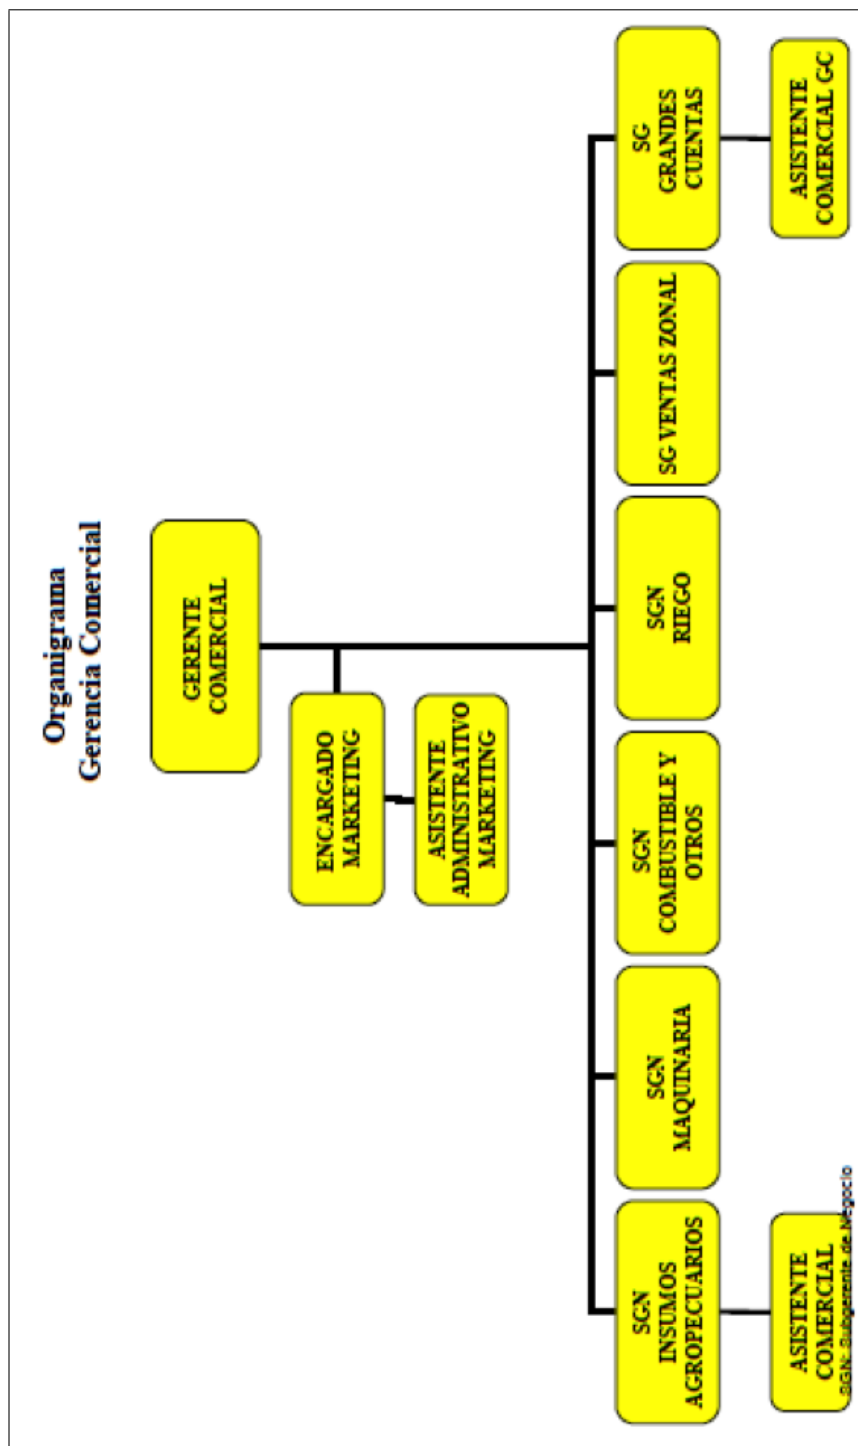 Organigrama
Gerencia Comercial
GERENTE
COMERCIAL
ENCARGADO
MARKETING
ASISTENTE
ADMINISTRATIVO
MARKETING
SGN
INSUMOS
AGROPECUARIOS
SGN
MAQUINARIA
SGN
COMBUSTIBLE Y
OTROS
SGN
RIEGO
SG VENTAS ZONAL
SG
GRANDES
CUENTAS
ASISTENTE
COMERCIAL
ASISTENTE
COMERCIAL GC
SGN: Subgerente de Negocio